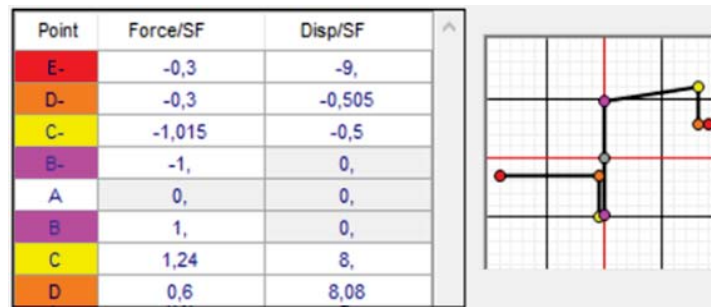 Point Force/SF Disp/SF
E- -0,3 -9,
D- -0,3 -0,505
C- -1,015 -0,5
B- -1, 0,
A 0, 0,
B 1, 0,
C 1,24 8,
D 0,6 8,08